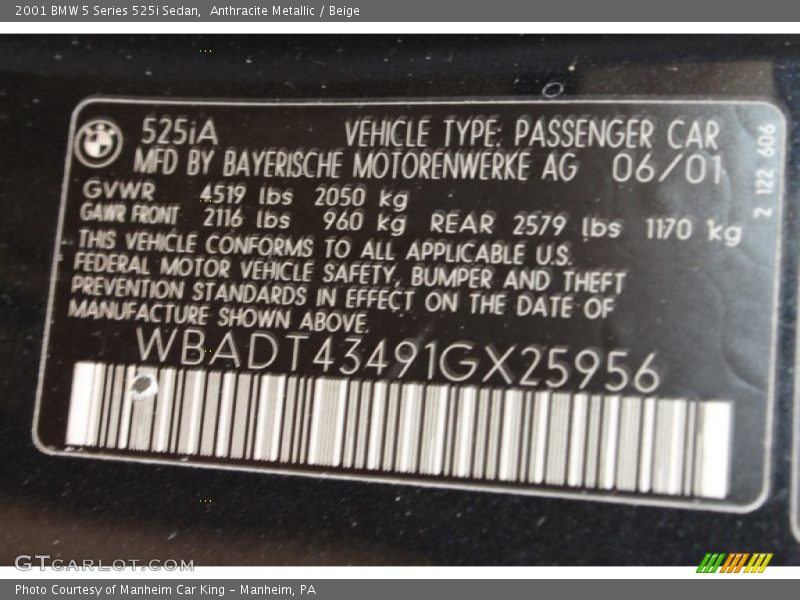 2001 BMW 5 Series 525i Sedan, Anthracite Metallic / Beige
525iA VEHICLE TYPE: PASSENGER CAR
MFD BY BAYERISCHE MOTORENWERKE AG 06/01
GVWR 4519 lbs 2050 kg
GAWR FRONT 2116 lbs 960 kg REAR 2579 lbs 1170 kg
THIS VEHICLE CONFORMS TO ALL APPLICABLE U.S.
FEDERAL MOTOR VEHICLE SAFETY, BUMPER AND THEFT
PREVENTION STANDARDS IN EFFECT ON THE DATE OF
MANUFACTURE SHOWN ABOVE.
WBADT43491GX25956
2 122 606
GTCARLOT.COM
Photo Courtesy of Manheim Car King - Manheim, PA